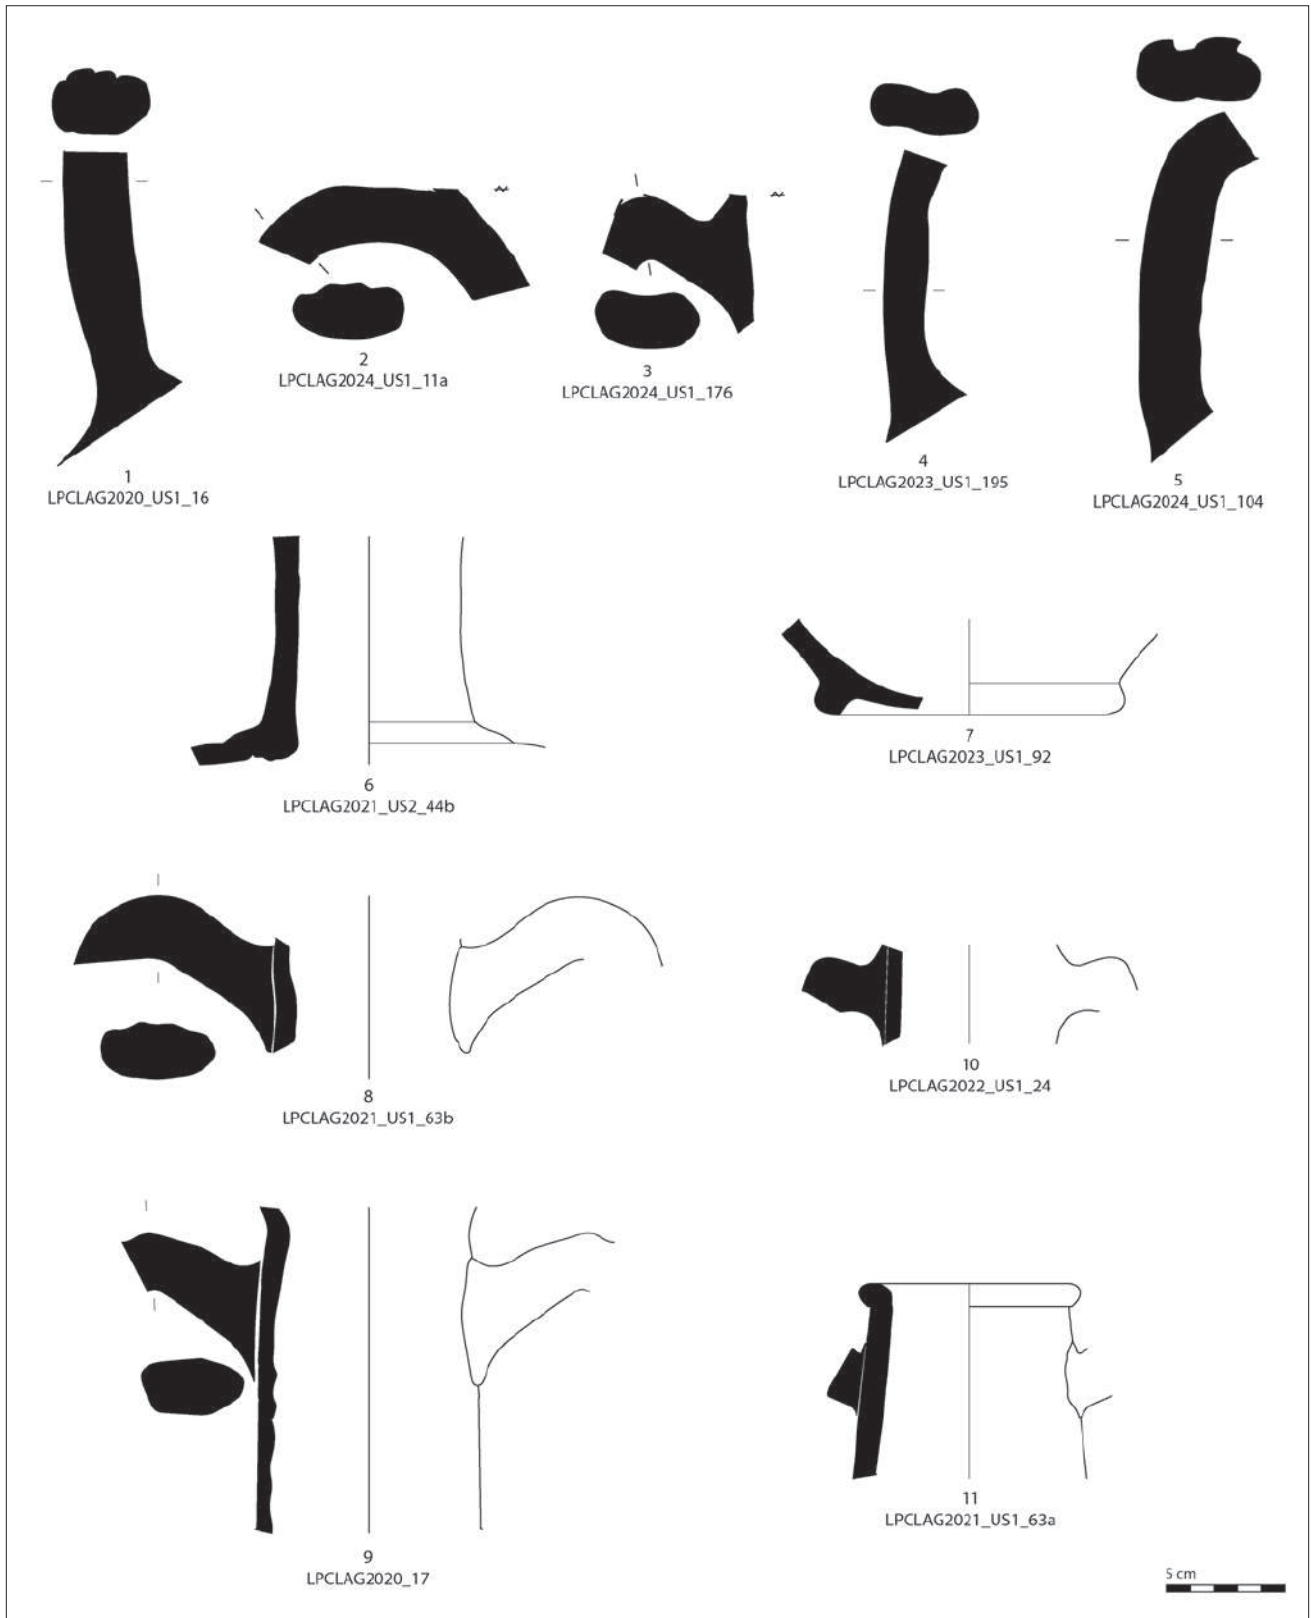 1
LPCLAG2020_US1_16
2
LPCLAG2024_US1_11a
3
LPCLAG2024_US1_176
4
LPCLAG2023_US1_195
5
LPCLAG2024_US1_104
6
LPCLAG2021_US2_44b
7
LPCLAG2023_US1_92
8
LPCLAG2021_US1_63b
10
LPCLAG2022_US1_24
9
LPCLAG2020_17
11
LPCLAG2021_US1_63a
5 cm